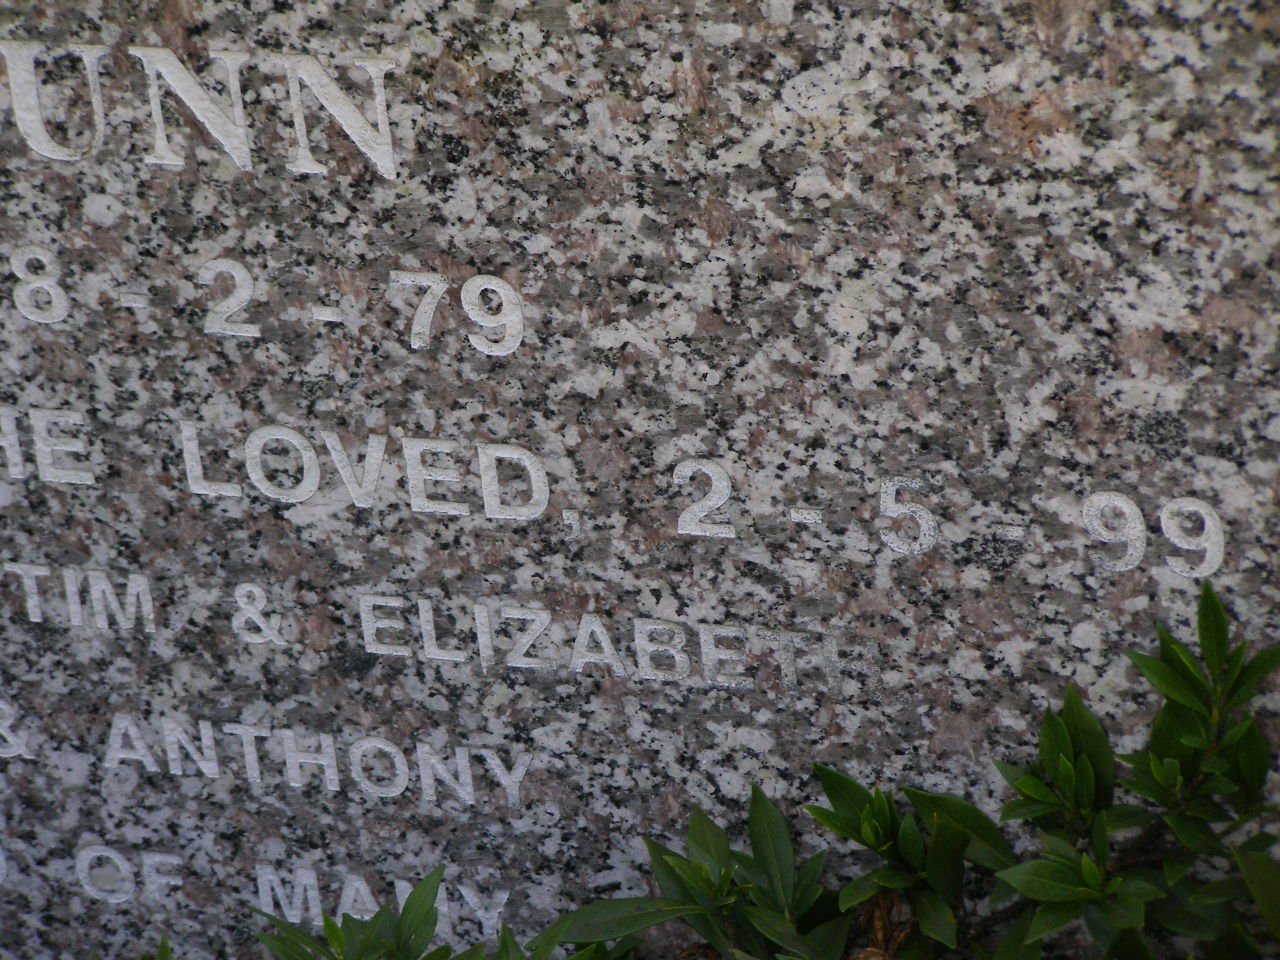 UNN
8 - 2 - 79
HE LOVED, 2 - 5 - 99
TIM & ELIZABETH
& ANTHONY
OF MANY